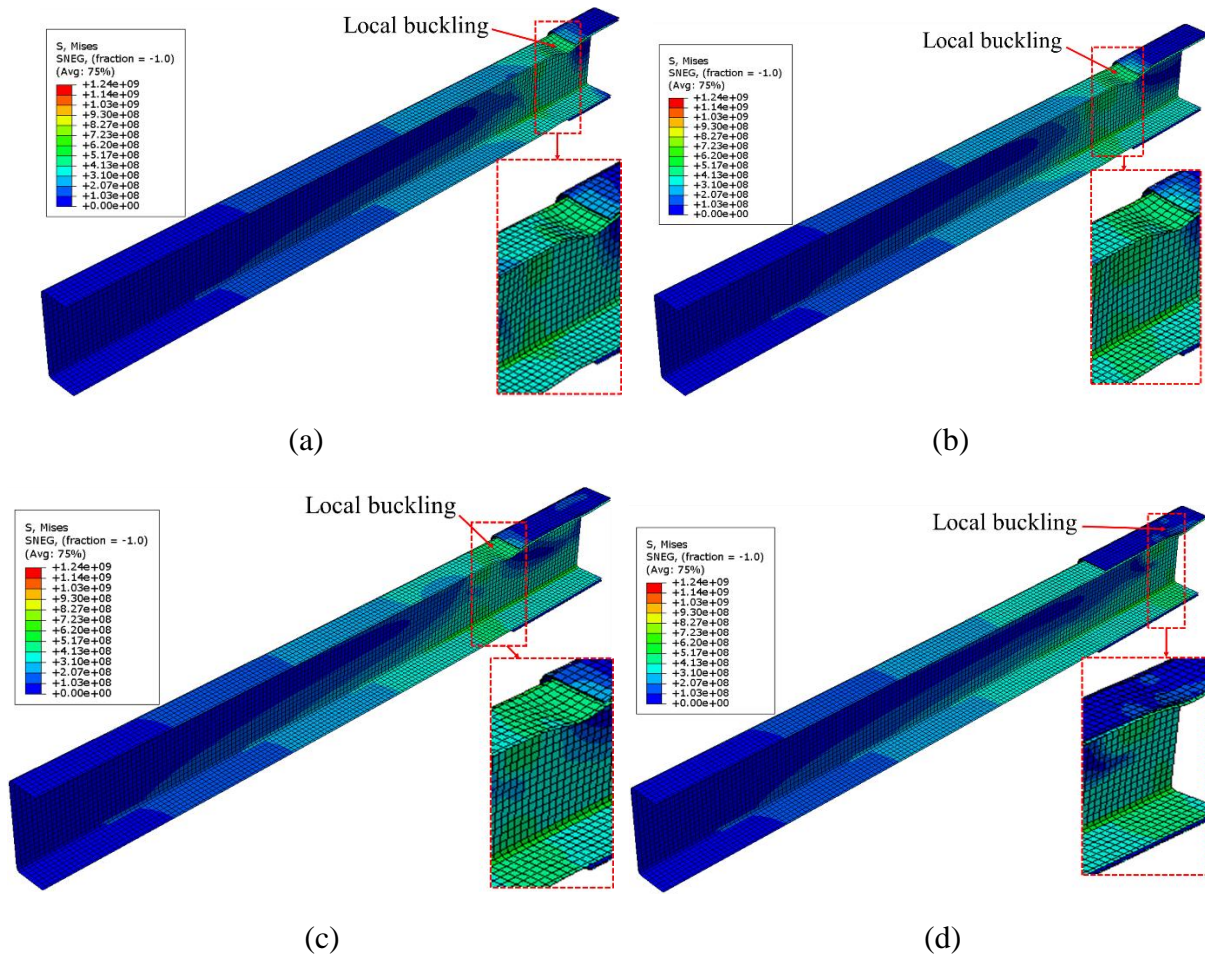 Local buckling
S, Mises
SNEG, (fraction = -1.0)
(Avg: 75%)
+1.24e+09
+1.14e+09
+1.03e+09
+9.30e+08
+8.27e+08
+7.23e+08
+6.20e+08
+5.17e+08
+4.13e+08
+3.10e+08
+2.07e+08
+1.03e+08
+0.00e+00
(a)
Local buckling
S, Mises
SNEG, (fraction = -1.0)
(Avg: 75%)
+1.24e+09
+1.14e+09
+1.03e+09
+9.30e+08
+8.27e+08
+7.23e+08
+6.20e+08
+5.17e+08
+4.13e+08
+3.10e+08
+2.07e+08
+1.03e+08
+0.00e+00
(b)
Local buckling
S, Mises
SNEG, (fraction = -1.0)
(Avg: 75%)
+1.24e+09
+1.14e+09
+1.03e+09
+9.30e+08
+8.27e+08
+7.23e+08
+6.20e+08
+5.17e+08
+4.13e+08
+3.10e+08
+2.07e+08
+1.03e+08
+0.00e+00
(c)
Local buckling
S, Mises
SNEG, (fraction = -1.0)
(Avg: 75%)
+1.24e+09
+1.14e+09
+1.03e+09
+9.30e+08
+8.27e+08
+7.23e+08
+6.20e+08
+5.17e+08
+4.13e+08
+3.10e+08
+2.07e+08
+1.03e+08
+0.00e+00
(d)